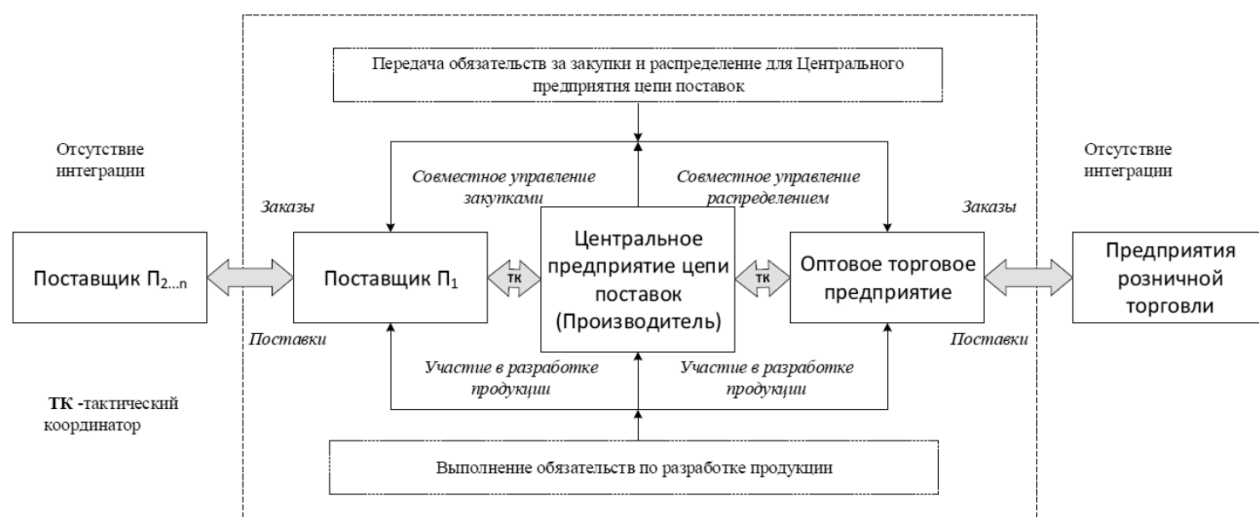 Передача обязательств за закупки и распределение для Центрального
предприятия цепи поставок
Отсутствие
интеграции
Отсутствие
интеграции
Совместное управление
закупками
Совместное управление
распределением
Заказы
Заказы
Поставщик П2...n
Поставщик П1
ТК
Центральное
предприятие цепи
поставок
(Производитель)
ТК
Оптовое торговое
предприятие
Предприятия
розничной
торговли
Поставки
Поставки
Участие в разработке
продукции
Участие в разработке
продукции
ТК -тактический
координатор
Выполнение обязательств по разработке продукции